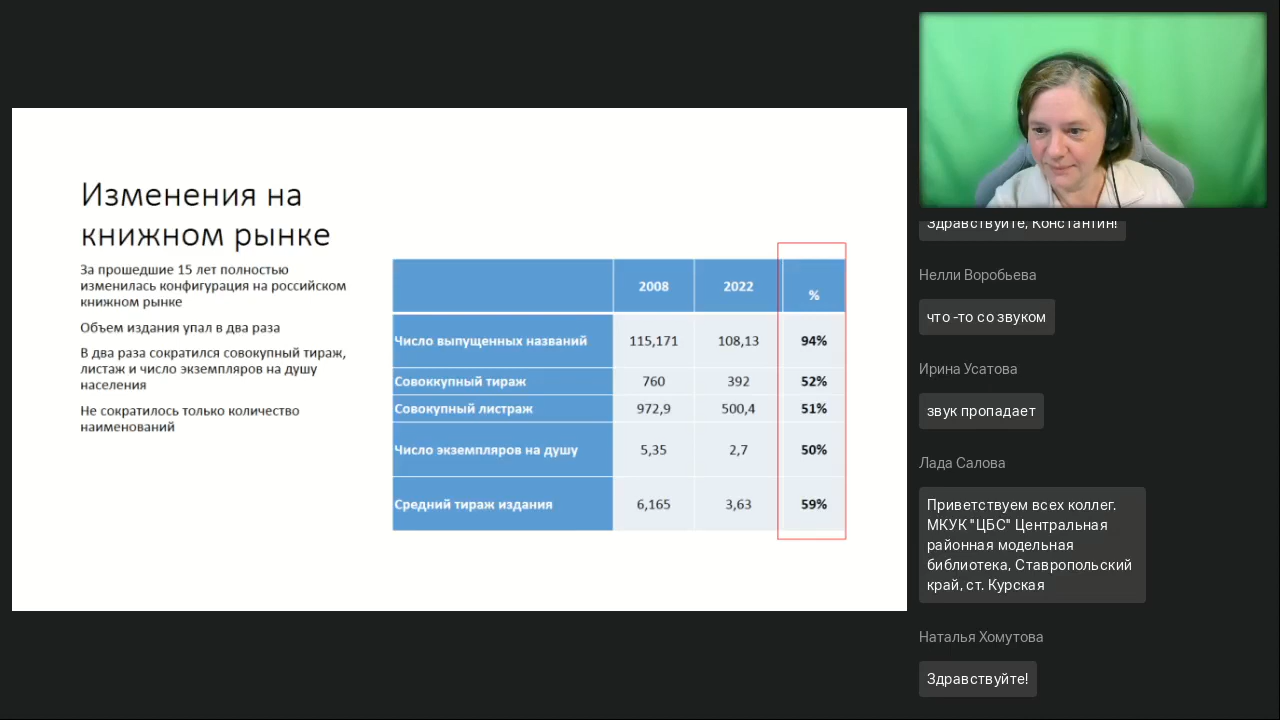 Изменения на
книжном рынке
За прошедшие 15 лет полностью
изменилась конфигурация на российском
книжном рынке
Объем издания упал в два раза
В два раза сократился совокупный тираж,
листаж и число экземпляров на душу
населения
Не сократилось только количество
наименований
2008 2022 %
Число выпущенных названий 115,171 108,13 94%
Совоккупный тираж 760 392 52%
Совокупный листраж 972,9 500,4 51%
Число экземпляров на душу 5,35 2,7 50%
Средний тираж издания 6,165 3,63 59%
Здравствуйте, Константин!
Нелли Воробьева
что -то со звуком
Ирина Усатова
звук пропадает
Лада Салова
Приветствуем всех коллег.
МКУК "ЦБС" Центральная
районная модельная
библиотека, Ставропольский
край, ст. Курская
Наталья Хомутова
Здравствуйте!